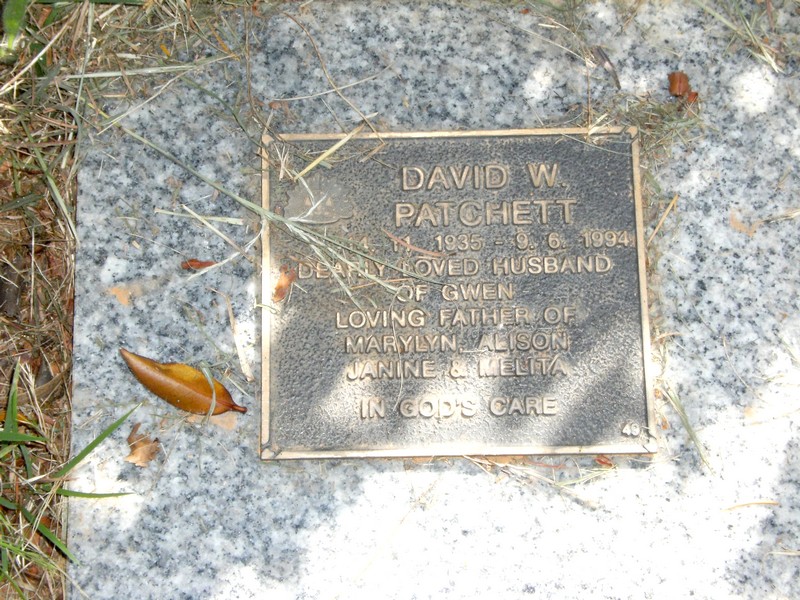 DAVID W.
PATCHETT
4. 11. 1935 - 9. 6. 1994
DEARLY LOVED HUSBAND
OF GWEN
LOVING FATHER OF
MARYLYN, ALISON
JANINE & MELITA
IN GOD'S CARE